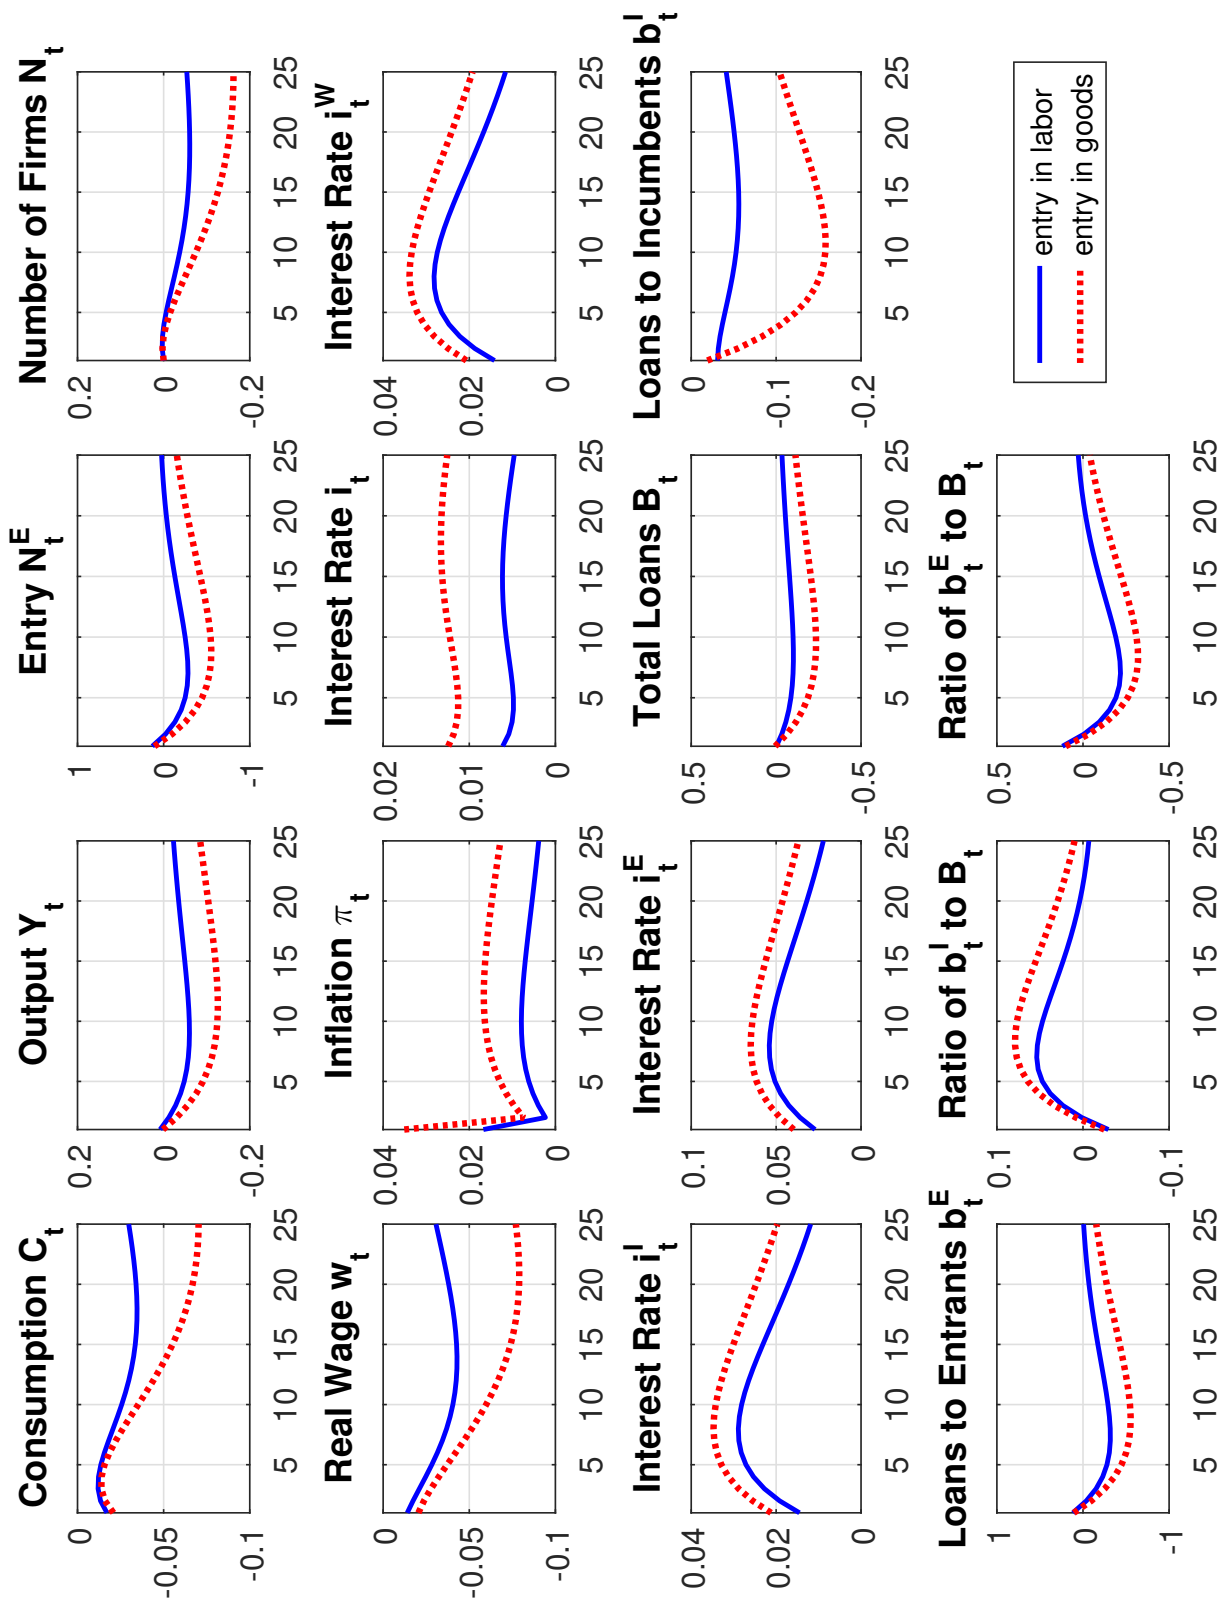 Consumption C_t
0
-0.05
-0.1
5 10 15 20 25
Output Y_t
0.2
0
-0.2
5 10 15 20 25
Entry N_t^E
1
0
-1
5 10 15 20 25
Number of Firms N_t
0.2
0
-0.2
5 10 15 20 25
Real Wage w_t
0
-0.05
-0.1
5 10 15 20 25
Inflation π_t
0.04
0.02
0
5 10 15 20 25
Interest Rate i_t
0.02
0.01
0
5 10 15 20 25
Interest Rate i_t^W
0.04
0.02
0
5 10 15 20 25
Interest Rate i_t^I
0.04
0.02
0
5 10 15 20 25
Interest Rate i_t^E
0.1
0.05
0
5 10 15 20 25
Total Loans B_t
0.5
0
-0.5
5 10 15 20 25
Loans to Incumbents b_t^I
0
-0.1
-0.2
5 10 15 20 25
Loans to Entrants b_t^E
1
0
-1
5 10 15 20 25
Ratio of b_t^I to B_t
0.1
0
-0.1
5 10 15 20 25
Ratio of b_t^E to B_t
0.5
0
-0.5
5 10 15 20 25
entry in labor
entry in goods